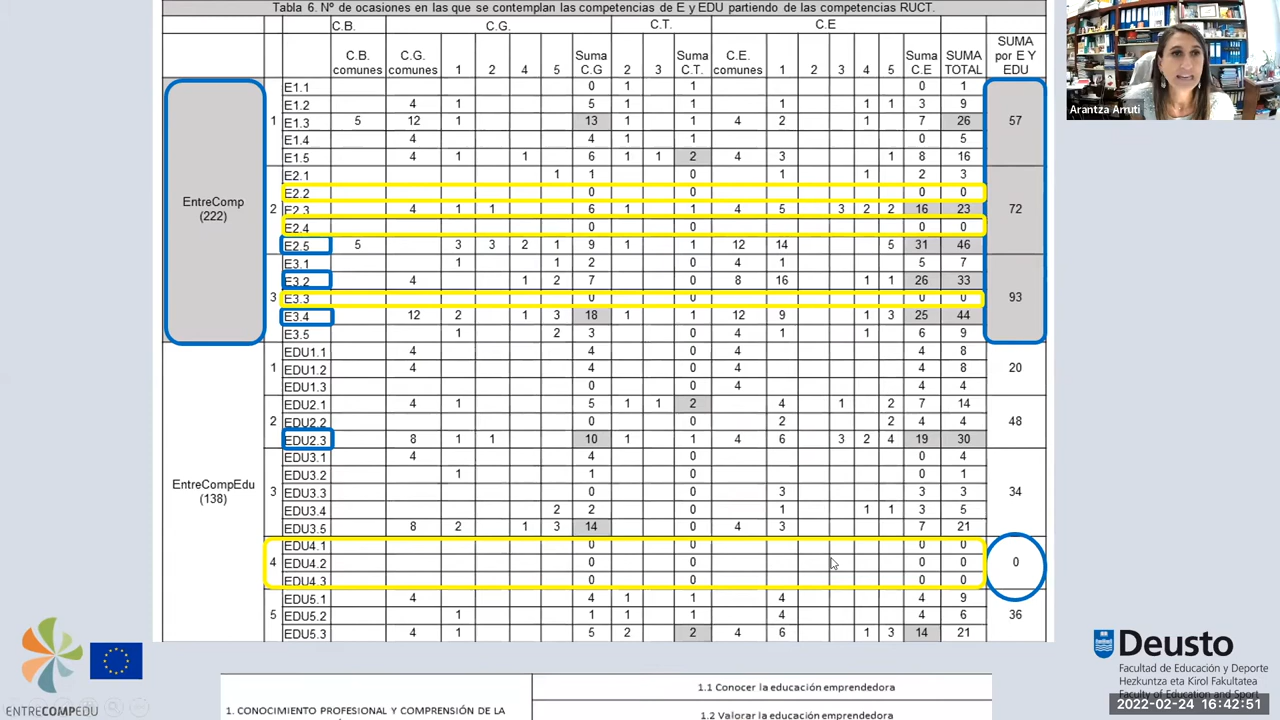 Tabla 6. Nº de ocasiones en las que se contemplan las competencias de E y EDU partiendo de las competencias RUCT.
C.B. C.G. C.T. C.E
C.B. comunes C.G. comunes 1 2 4 5 Suma C.G 2 3 Suma C.T. C.E. comunes 1 2 3 4 5 Suma C.E SUMA TOTAL SUMA por E Y EDU
EntreComp (222)
1 57
E1.1 0 1 1 0 1
E1.2 4 1 5 1 1 1 1 1 3 9
E1.3 5 12 1 13 1 1 4 2 1 7 26
E1.4 4 4 1 1 0 5
E1.5 4 1 1 6 1 1 2 4 3 1 8 16
2 72
E2.1 1 1 0 1 1 2 3
E2.2 0 0 0 0
E2.3 4 1 1 6 1 1 4 5 3 2 2 16 23
E2.4 0 0 0 0
E2.5 5 3 3 2 1 9 1 1 12 14 5 31 46
3 93
E3.1 1 1 2 0 4 1 5 7
E3.2 4 1 2 7 0 8 16 1 1 26 33
E3.3 0 0 0 0
E3.4 12 2 1 3 18 1 1 12 9 1 3 25 44
E3.5 1 2 3 0 4 1 1 6 9
EntreCompEdu (138)
1 20
EDU1.1 4 4 0 4 4 8
EDU1.2 4 4 0 4 4 8
EDU1.3 0 0 4 4 4
2 48
EDU2.1 4 1 5 1 1 2 4 1 2 7 14
EDU2.2 0 0 2 2 4 4
EDU2.3 8 1 1 10 1 1 4 6 3 2 4 19 30
3 34
EDU3.1 4 4 0 0 4
EDU3.2 1 1 0 0 1
EDU3.3 0 0 3 3 3
EDU3.4 2 2 0 1 1 1 3 5
EDU3.5 8 2 1 3 14 0 4 3 7 21
4 0
EDU4.1 0 0 0 0
EDU4.2 0 0 0 0
EDU4.3 0 0 0 0
5 36
EDU5.1 4 4 1 1 4 4 9
EDU5.2 1 1 1 1 4 4 6
EDU5.3 4 1 5 2 2 4 6 1 3 14 21
Arantza Arruti
1. CONOCIMIENTO PROFESIONAL Y COMPRENSIÓN DE LA
1.1 Conocer la educación emprendedora
1.2 Valorar la educación emprendedora
ENTRECOMPEDU
Deusto
Facultad de Educación y Deporte
Hezkuntza eta Kirol Fakultatea
Faculty of Education and Sport
2022-02-24 16:42:51